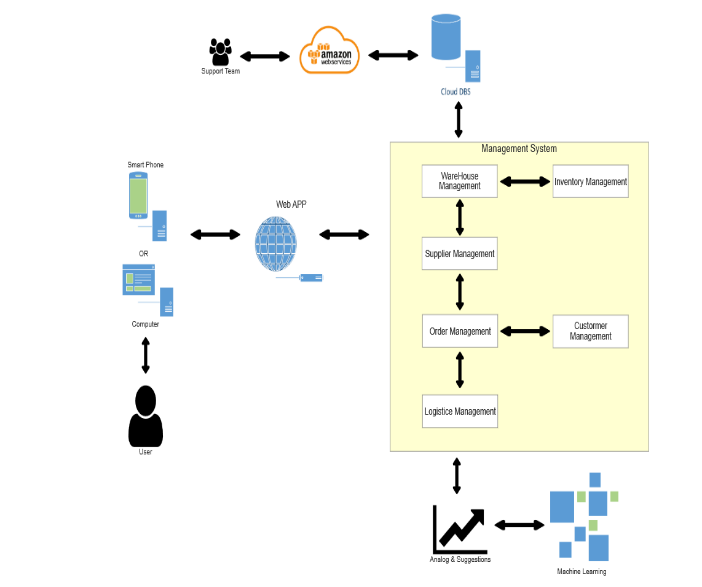 Support Team
amazon
webservices
Cloud DBS
Management System
WareHouse
Management
Inventory Management
Supplier Management
Order Management
Custormer
Management
Logistice Management
Smart Phone
OR
Computer
User
Web APP
Analog & Suggestions
Machine Learning